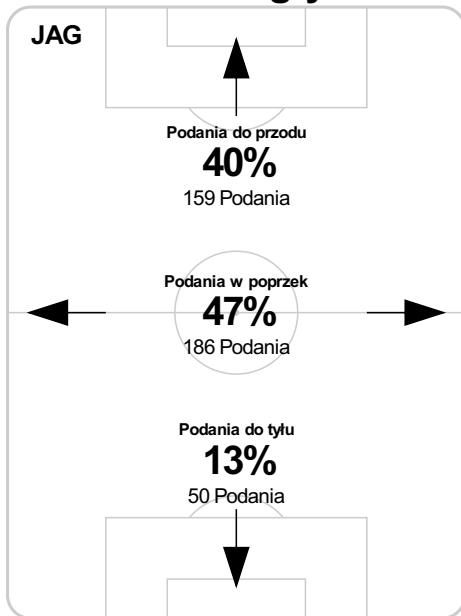 JAG
Podania do przodu
40%
159 Podania
Podania w poprzek
47%
186 Podania
Podania do tyłu
13%
50 Podania